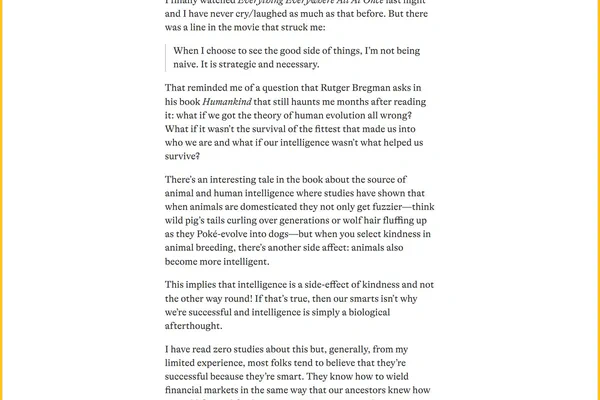 I finally watched Everything Everywhere All At Once last night
and I have never cry/laughed as much as that before. But there
was a line in the movie that struck me:
When I choose to see the good side of things, I'm not being
naive. It is strategic and necessary.
That reminded me of a question that Rutger Bregman asks in
his book Humankind that still haunts me months after reading
it: what if we got the theory of human evolution all wrong?
What if it wasn't the survival of the fittest that made us into
who we are and what if our intelligence wasn't what helped us
survive?
There's an interesting tale in the book about the source of
animal and human intelligence where studies have shown that
when animals are domesticated they not only get fuzzier—think
wild pig's tails curling over generations or wolf hair fluffing up
as they Poké-evolve into dogs—but when you select kindness in
animal breeding, there's another side affect: animals also
become more intelligent.
This implies that intelligence is a side-effect of kindness and not
the other way round! If that's true, then our smarts isn't why
we're successful and intelligence is simply a biological
afterthought.
I have read zero studies about this but, generally, from my
limited experience, most folks tend to believe that they're
successful because they're smart. They know how to wield
financial markets in the same way that our ancestors knew how